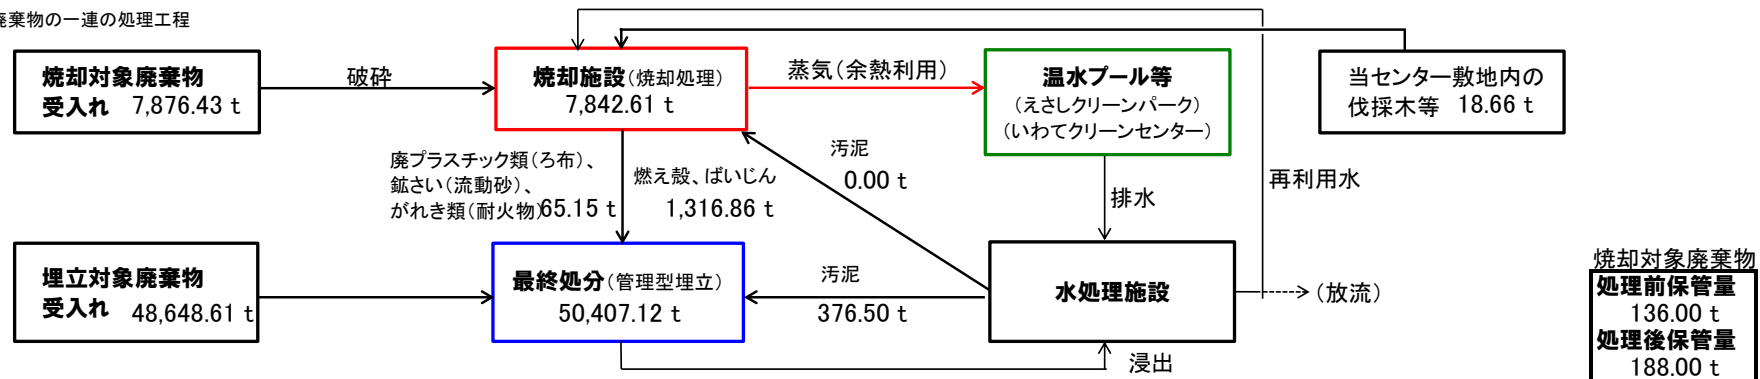 廃棄物の一連の処理工程
焼却対象廃棄物
受入れ 7,876.43 t
破砕
焼却施設(焼却処理)
7,842.61 t
蒸気(余熱利用)
温水プール等
(えさしクリーンパーク)
(いわてクリーンセンター)
当センター敷地内の
伐採木等 18.66 t
廃プラスチック類(ろ布)、
鉱さい(流動砂)、
がれき類(耐火物)65.15 t
燃え殻、ばいじん
1,316.86 t
汚泥
0.00 t
排水
再利用水
埋立対象廃棄物
受入れ 48,648.61 t
最終処分(管理型埋立)
50,407.12 t
汚泥
376.50 t
水処理施設
(放流)
浸出
焼却対象廃棄物
処理前保管量
136.00 t
処理後保管量
188.00 t